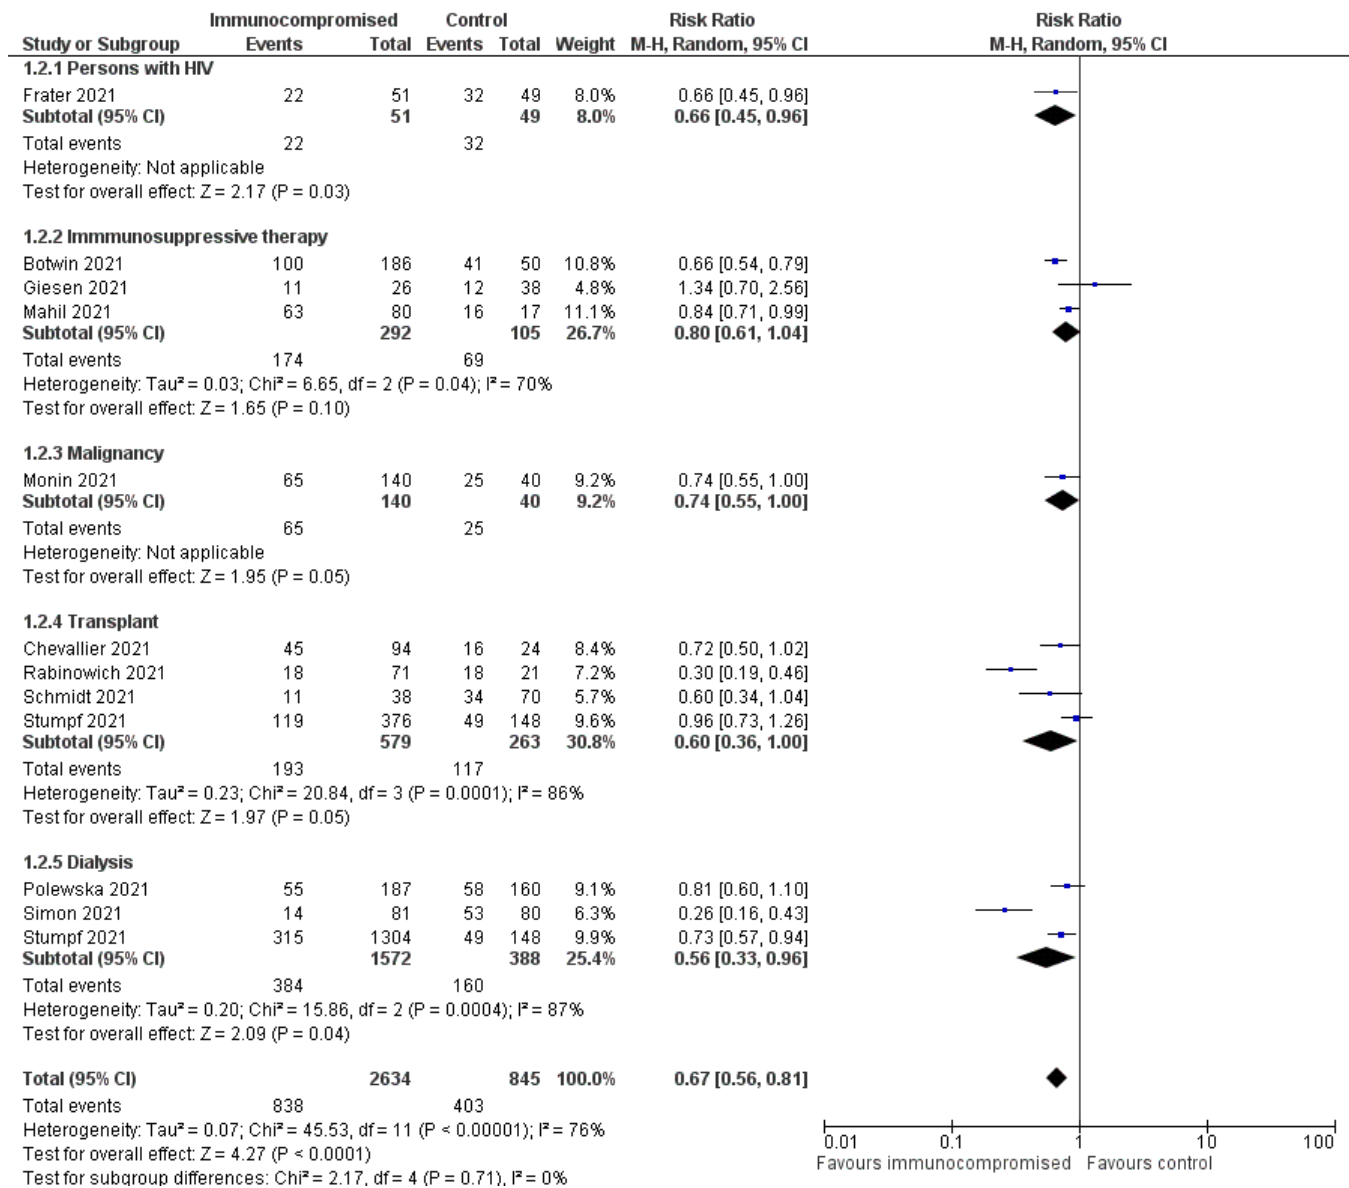 Immunocompromised Control Risk Ratio Risk Ratio
Study or Subgroup Events Total Events Total Weight M-H, Random, 95% CI M-H, Random, 95% CI
1.2.1 Persons with HIV
Frater 2021 22 51 32 49 8.0% 0.66 [0.45, 0.96]
Subtotal (95% CI) 51 49 8.0% 0.66 [0.45, 0.96]
Total events 22 32
Heterogeneity: Not applicable
Test for overall effect: Z = 2.17 (P = 0.03)
1.2.2 Immmunosuppressive therapy
Botwin 2021 100 186 41 50 10.8% 0.66 [0.54, 0.79]
Giesen 2021 11 26 12 38 4.8% 1.34 [0.70, 2.56]
Mahil 2021 63 80 16 17 11.1% 0.84 [0.71, 0.99]
Subtotal (95% CI) 292 105 26.7% 0.80 [0.61, 1.04]
Total events 174 69
Heterogeneity: Tau² = 0.03; Chi² = 6.65, df = 2 (P = 0.04); I² = 70%
Test for overall effect: Z = 1.65 (P = 0.10)
1.2.3 Malignancy
Monin 2021 65 140 25 40 9.2% 0.74 [0.55, 1.00]
Subtotal (95% CI) 140 40 9.2% 0.74 [0.55, 1.00]
Total events 65 25
Heterogeneity: Not applicable
Test for overall effect: Z = 1.95 (P = 0.05)
1.2.4 Transplant
Chevallier 2021 45 94 16 24 8.4% 0.72 [0.50, 1.02]
Rabinowich 2021 18 71 18 21 7.2% 0.30 [0.19, 0.46]
Schmidt 2021 11 38 34 70 5.7% 0.60 [0.34, 1.04]
Stumpf 2021 119 376 49 148 9.6% 0.96 [0.73, 1.26]
Subtotal (95% CI) 579 263 30.8% 0.60 [0.36, 1.00]
Total events 193 117
Heterogeneity: Tau² = 0.23; Chi² = 20.84, df = 3 (P = 0.0001); I² = 86%
Test for overall effect: Z = 1.97 (P = 0.05)
1.2.5 Dialysis
Polewska 2021 55 187 58 160 9.1% 0.81 [0.60, 1.10]
Simon 2021 14 81 53 80 6.3% 0.26 [0.16, 0.43]
Stumpf 2021 315 1304 49 148 9.9% 0.73 [0.57, 0.94]
Subtotal (95% CI) 1572 388 25.4% 0.56 [0.33, 0.96]
Total events 384 160
Heterogeneity: Tau² = 0.20; Chi² = 15.86, df = 2 (P = 0.0004); I² = 87%
Test for overall effect: Z = 2.09 (P = 0.04)
Total (95% CI) 2634 845 100.0% 0.67 [0.56, 0.81]
Total events 838 403
Heterogeneity: Tau² = 0.07; Chi² = 45.53, df = 11 (P < 0.00001); I² = 76%
Test for overall effect: Z = 4.27 (P < 0.0001)
Test for subgroup differences: Chi² = 2.17, df = 4 (P = 0.71), I² = 0%
0.01 0.1 1 10 100
Favours immunocompromised Favours control